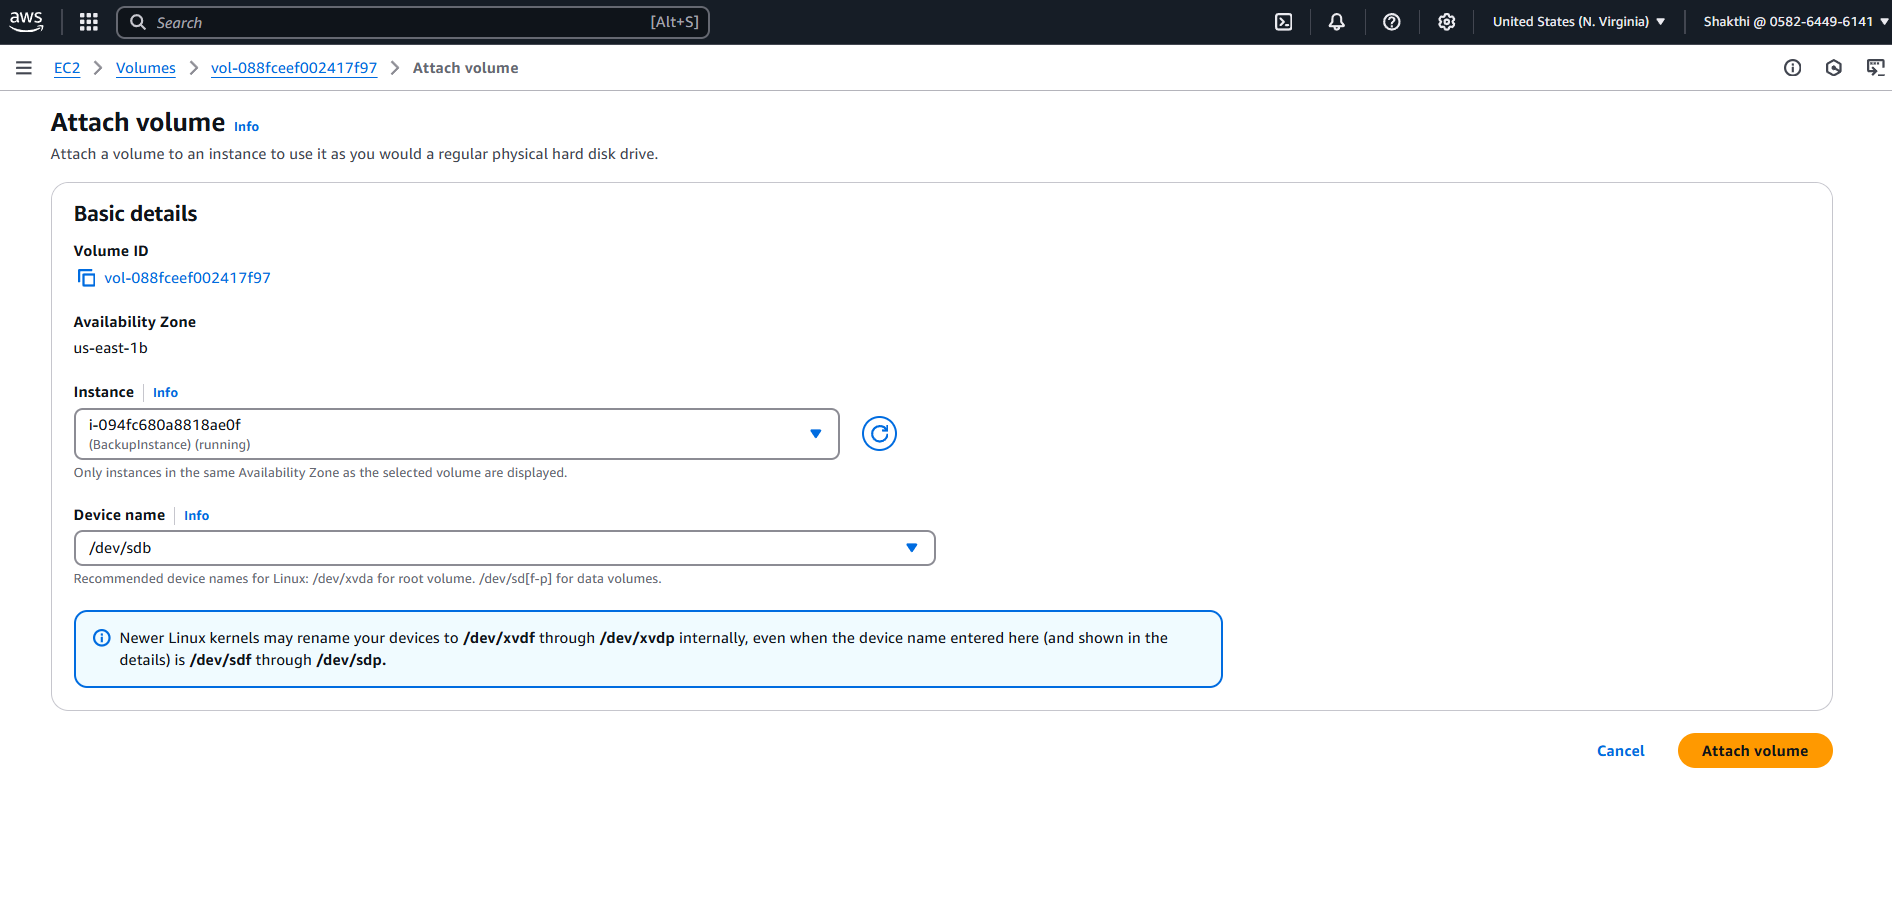 aws
Search
[Alt+S]
United States (N. Virginia)
Shakthi @ 0582-6449-6141
EC2
Volumes
vol-088fceef002417f97
Attach volume
Attach volume
Info
Attach a volume to an instance to use it as you would a regular physical hard disk drive.
Basic details
Volume ID
vol-088fceef002417f97
Availability Zone
us-east-1b
Instance
Info
i-094fc680a8818ae0f
(BackupInstance) (running)
Only instances in the same Availability Zone as the selected volume are displayed.
Device name
Info
/dev/sdb
Recommended device names for Linux: /dev/xvda for root volume. /dev/sd[f-p] for data volumes.
Newer Linux kernels may rename your devices to /dev/xvdf through /dev/xvdp internally, even when the device name entered here (and shown in the
details) is /dev/sdf through /dev/sdp.
Cancel
Attach volume